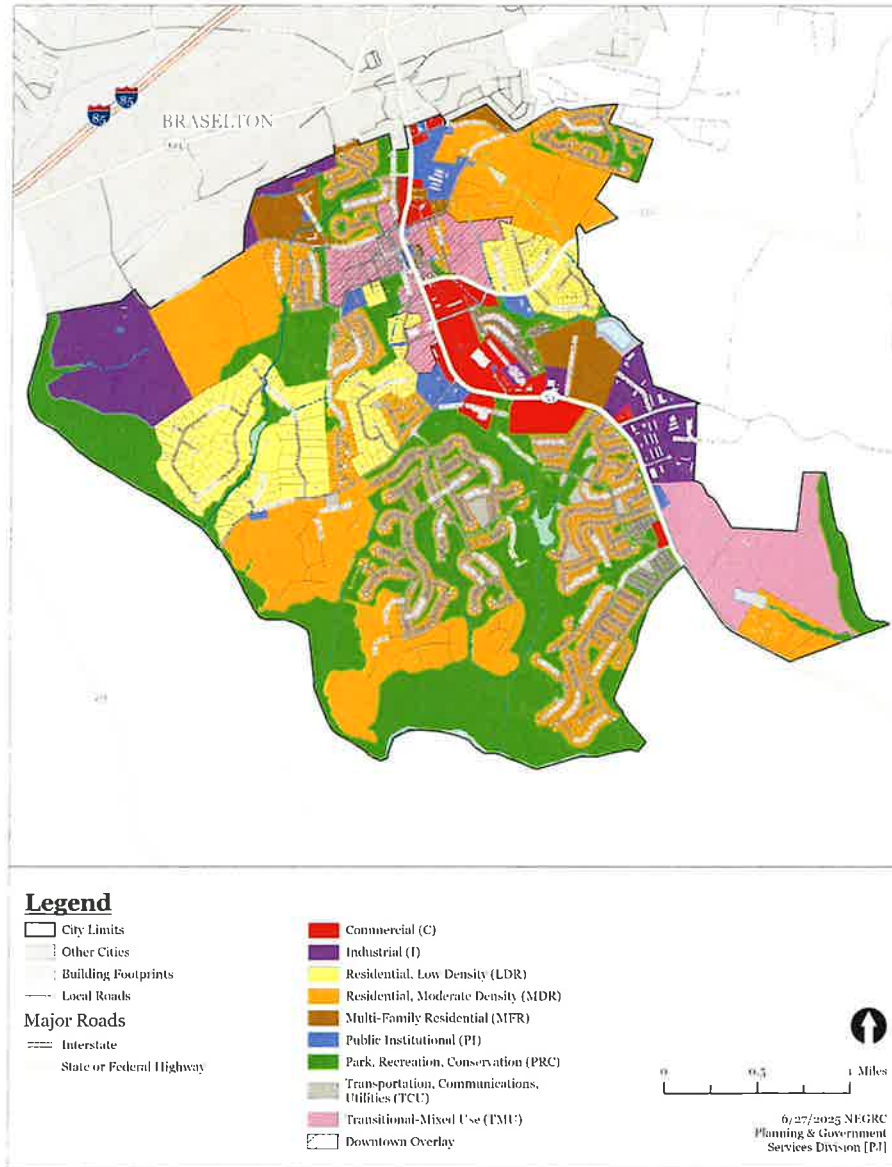 85
85
BRASELTON
53
Legend
City Limits
Other Cities
Building Footprints
Local Roads
Major Roads
Interstate
State or Federal Highway
Commercial (C)
Industrial (I)
Residential, Low Density (LDR)
Residential, Moderate Density (MDR)
Multi-Family Residential (MFR)
Public Institutional (PI)
Park, Recreation, Conservation (PRC)
Transportation, Communications,
Utilities (TCU)
Transitional-Mixed Use (TMU)
Downtown Overlay
0 0.5 1 Miles
6/27/2025 NEGRC
Planning & Government
Services Division [PJ]